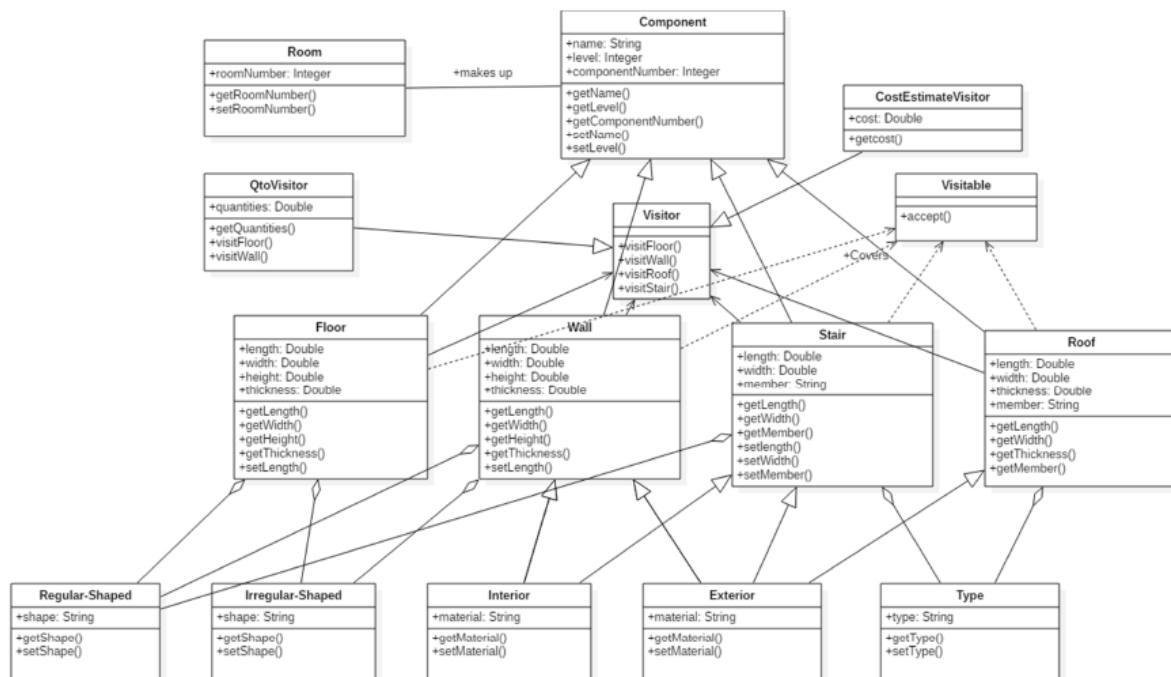 Component
+name: String
+level: Integer
+componentNumber: Integer
+getName()
+getLevel()
+getComponentNumber()
+setName()
+setLevel()
Room
+roomNumber: Integer
+getRoomNumber()
+setRoomNumber()
+makes up
CostEstimateVisitor
+cost: Double
+getcost()
QtoVisitor
+quantities: Double
+getQuantities()
+visitFloor()
+visitWall()
Visitor
+visitFloor()
+visitWall()
+visitRoof()
+visitStair()
Visitable
+accept()
+Covers
Floor
+length: Double
+width: Double
+height: Double
+thickness: Double
+getLength()
+getWidth()
+getHeight()
+getThickness()
+setLength()
Wall
+length: Double
+width: Double
+height: Double
+thickness: Double
+getLength()
+getWidth()
+getHeight()
+getThickness()
+setLength()
Stair
+length: Double
+width: Double
+member: String
+getLength()
+getWidth()
+getMember()
+setlength()
+setWidth()
+setMember()
Roof
+length: Double
+width: Double
+thickness: Double
+member: String
+getLength()
+getWidth()
+getThickness()
+getMember()
Regular-Shaped
+shape: String
+getShape()
+setShape()
Irregular-Shaped
+shape: String
+getShape()
+setShape()
Interior
+material: String
+getMaterial()
+setMaterial()
Exterior
+material: String
+getMaterial()
+setMaterial()
Type
+type: String
+getType()
+setType()